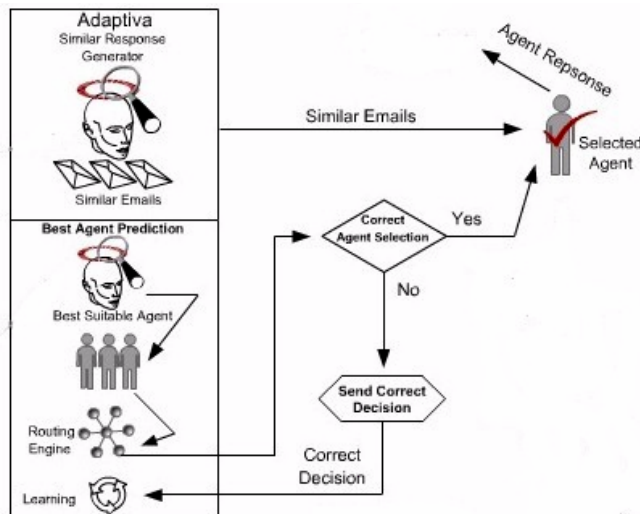 Adaptiva
Similar Response
Generator
Similar Emails
Best Agent Prediction
Best Suitable Agent
Routing
Engine
Learning
Similar Emails
Agent Repsonse
Selected
Agent
Correct
Agent Selection
Yes
No
Send Correct
Decision
Correct
Decision